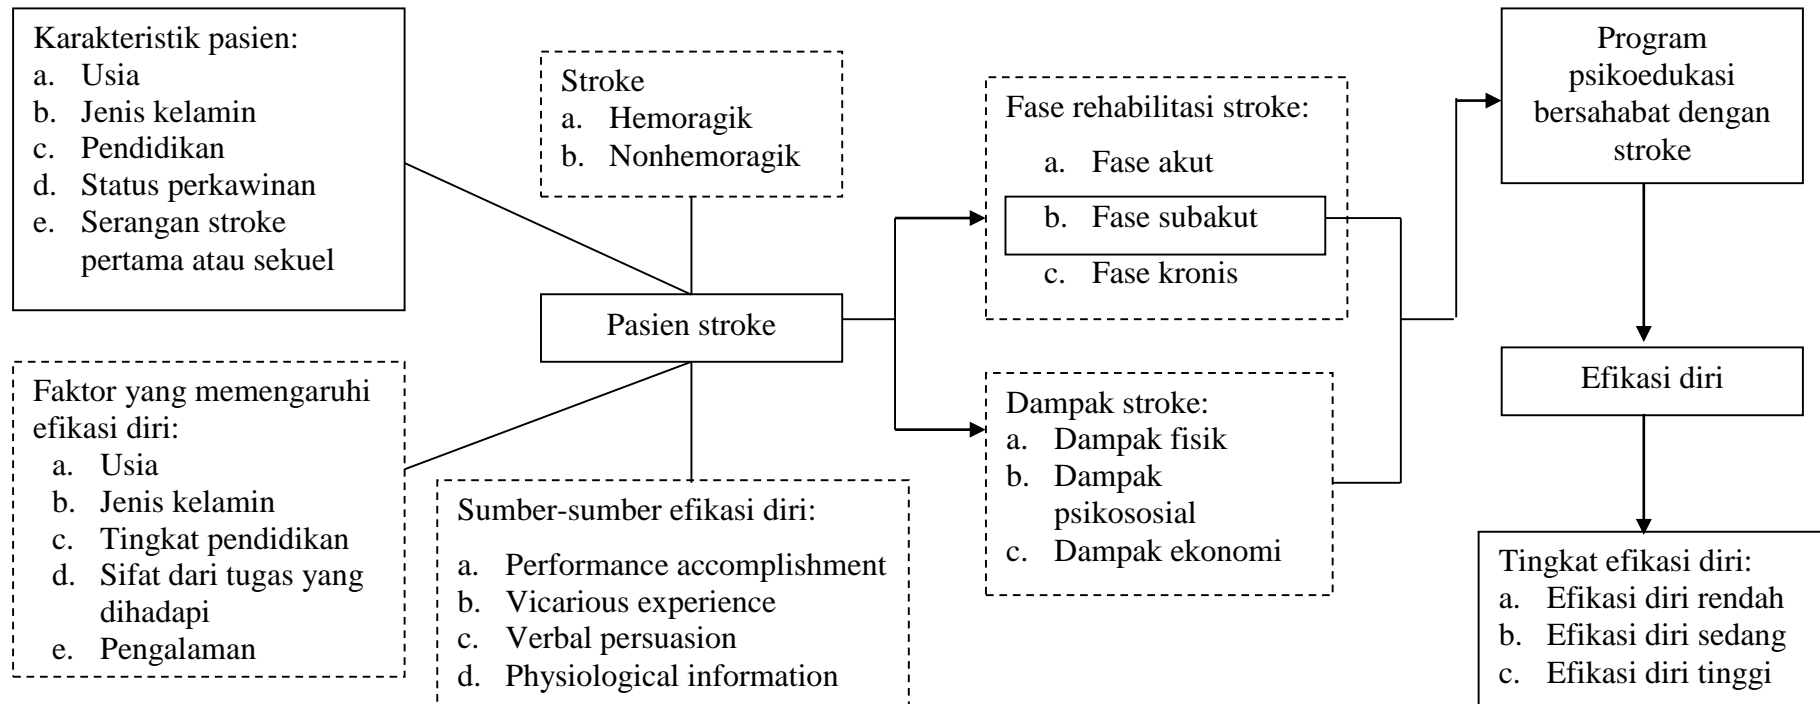 Karakteristik pasien:
a. Usia
b. Jenis kelamin
c. Pendidikan
d. Status perkawinan
e. Serangan stroke
pertama atau sekuel
Stroke
a. Hemoragik
b. Nonhemoragik
Fase rehabilitasi stroke:
a. Fase akut
b. Fase subakut
c. Fase kronis
Program
psikoedukasi
bersahabat dengan
stroke
Pasien stroke
Faktor yang memengaruhi
efikasi diri:
a. Usia
b. Jenis kelamin
c. Tingkat pendidikan
d. Sifat dari tugas yang
dihadapi
e. Pengalaman
Sumber-sumber efikasi diri:
a. Performance accomplishment
b. Vicarious experience
c. Verbal persuasion
d. Physiological information
Dampak stroke:
a. Dampak fisik
b. Dampak
psikososial
c. Dampak ekonomi
Efikasi diri
Tingkat efikasi diri:
a. Efikasi diri rendah
b. Efikasi diri sedang
c. Efikasi diri tinggi